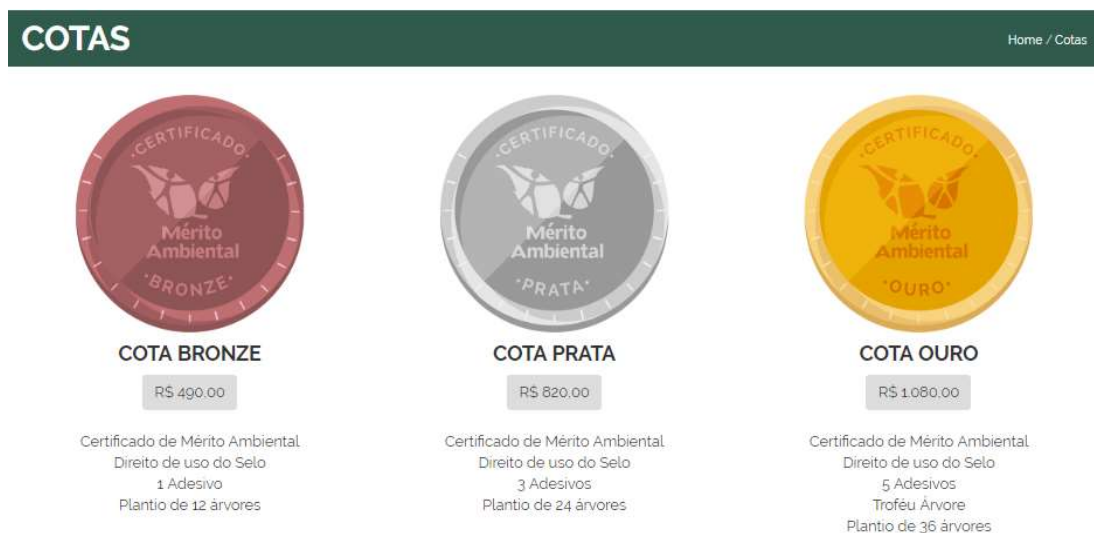 COTAS
Home / Cotas
·CERTIFICADO·
Mérito
Ambiental
·BRONZE·
·CERTIFICADO·
Mérito
Ambiental
·PRATA·
·CERTIFICADO·
Mérito
Ambiental
·OURO·
COTA BRONZE
R$ 490,00
Certificado de Mérito Ambiental
Direito de uso do Selo
1 Adesivo
Plantio de 12 árvores
COTA PRATA
R$ 820,00
Certificado de Mérito Ambiental
Direito de uso do Selo
3 Adesivos
Plantio de 24 árvores
COTA OURO
R$ 1.080,00
Certificado de Mérito Ambiental
Direito de uso do Selo
5 Adesivos
Troféu Árvore
Plantio de 36 árvores